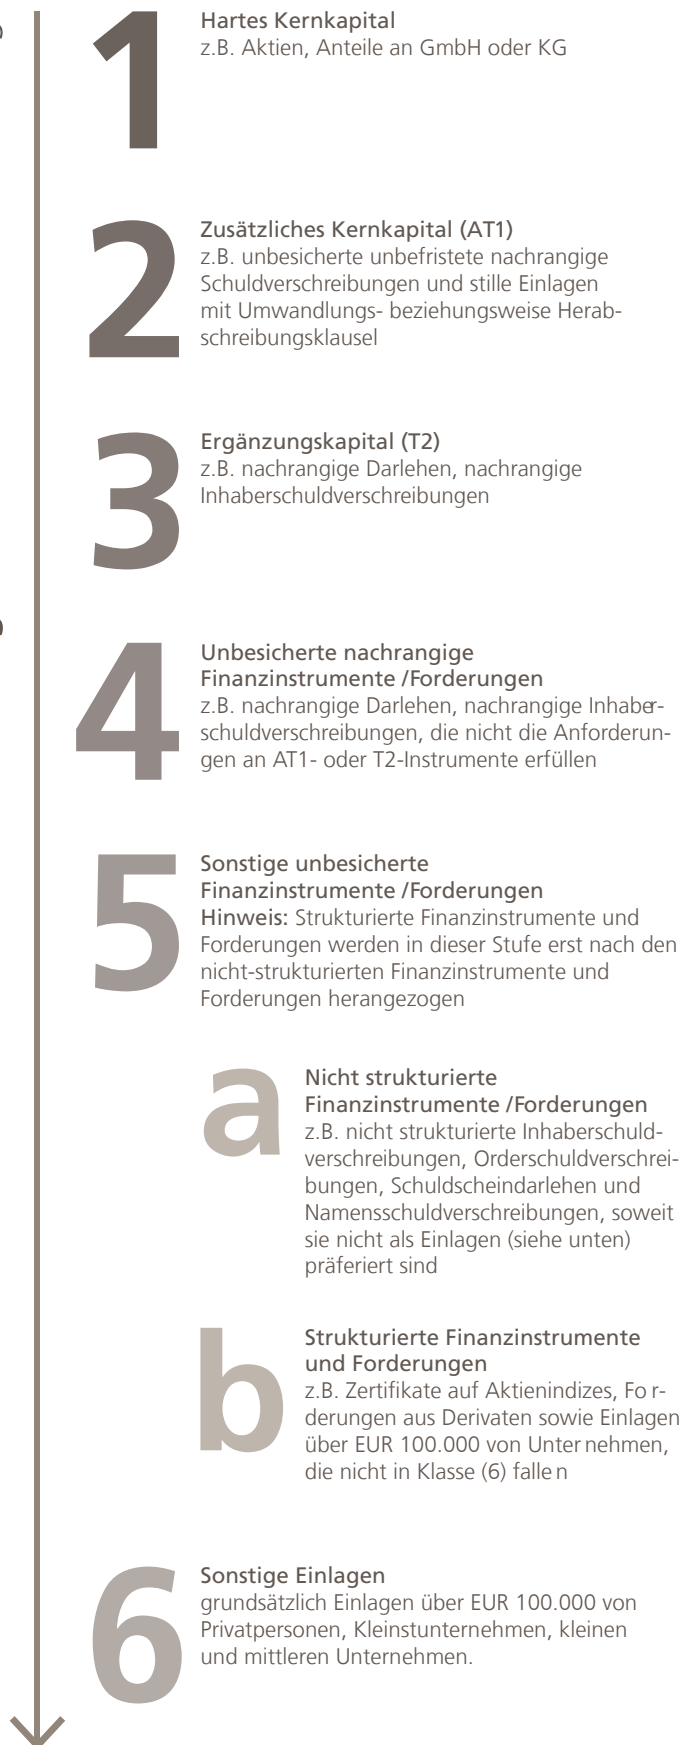 1
Hartes Kernkapital
z.B. Aktien, Anteile an GmbH oder KG
2
Zusätzliches Kernkapital (AT1)
z.B. unbesicherte unbefristete nachrangige
Schuldverschreibungen und stille Einlagen
mit Umwandlungs- beziehungsweise Herab-
schreibungsklausel
3
Ergänzungskapital (T2)
z.B. nachrangige Darlehen, nachrangige
Inhaberschuldverschreibungen
4
Unbesicherte nachrangige
Finanzinstrumente /Forderungen
z.B. nachrangige Darlehen, nachrangige Inhaber-
schuldverschreibungen, die nicht die Anforderun-
gen an AT1- oder T2-Instrumente erfüllen
5
Sonstige unbesicherte
Finanzinstrumente /Forderungen
Hinweis: Strukturierte Finanzinstrumente und
Forderungen werden in dieser Stufe erst nach den
nicht-strukturierten Finanzinstrumente und
Forderungen herangezogen
a
Nicht strukturierte
Finanzinstrumente /Forderungen
z.B. nicht strukturierte Inhaberschuld-
verschreibungen, Orderschuldverschrei-
bungen, Schuldscheindarlehen und
Namensschuldverschreibungen, soweit
sie nicht als Einlagen (siehe unten)
präferiert sind
b
Strukturierte Finanzinstrumente
und Forderungen
z.B. Zertifikate auf Aktienindizes, Fo r-
derungen aus Derivaten sowie Einlagen
über EUR 100.000 von Unter nehmen,
die nicht in Klasse (6) falle n
6
Sonstige Einlagen
grundsätzlich Einlagen über EUR 100.000 von
Privatpersonen, Kleinstunternehmen, kleinen
und mittleren Unternehmen.